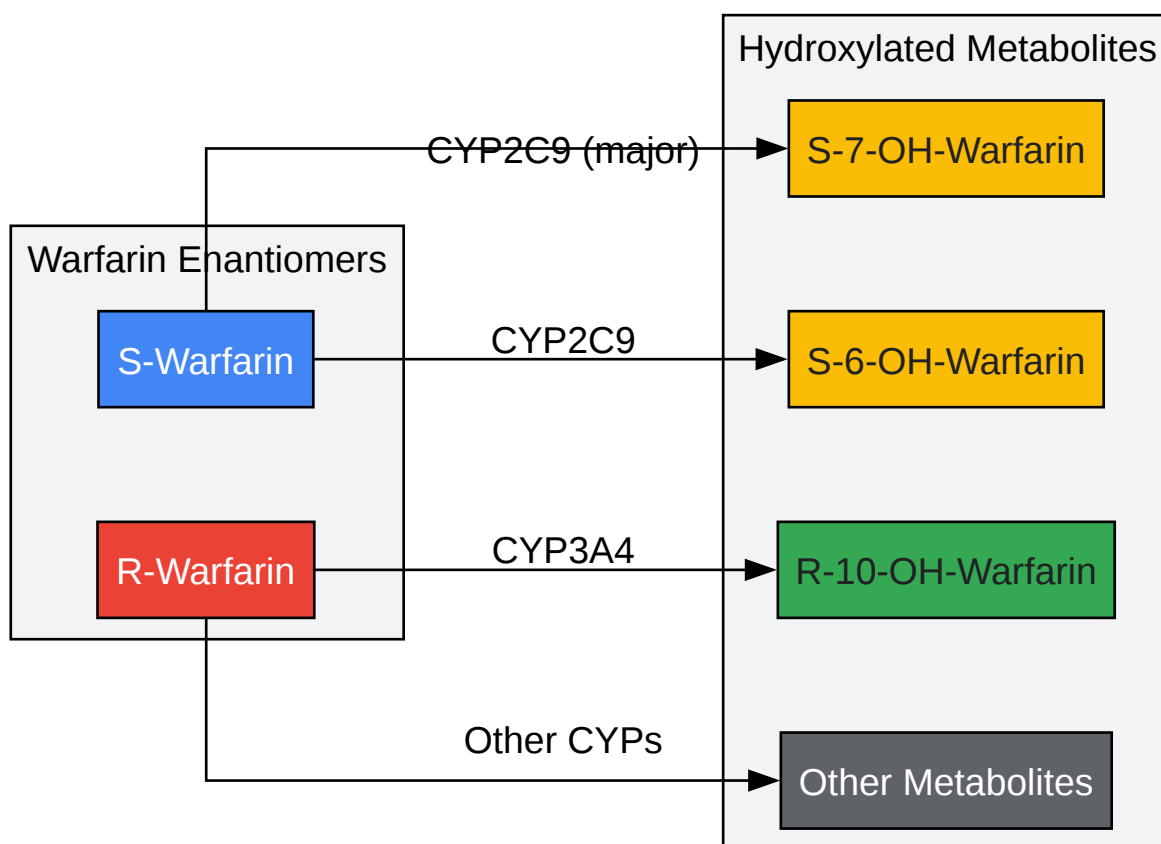 Hydroxylated Metabolites
CYP2C9 (major)
S-7-OH-Warfarin
Warfarin Enantiomers
S-Warfarin
CYP2C9
S-6-OH-Warfarin
R-Warfarin
CYP3A4
R-10-OH-Warfarin
Other CYPs
Other Metabolites